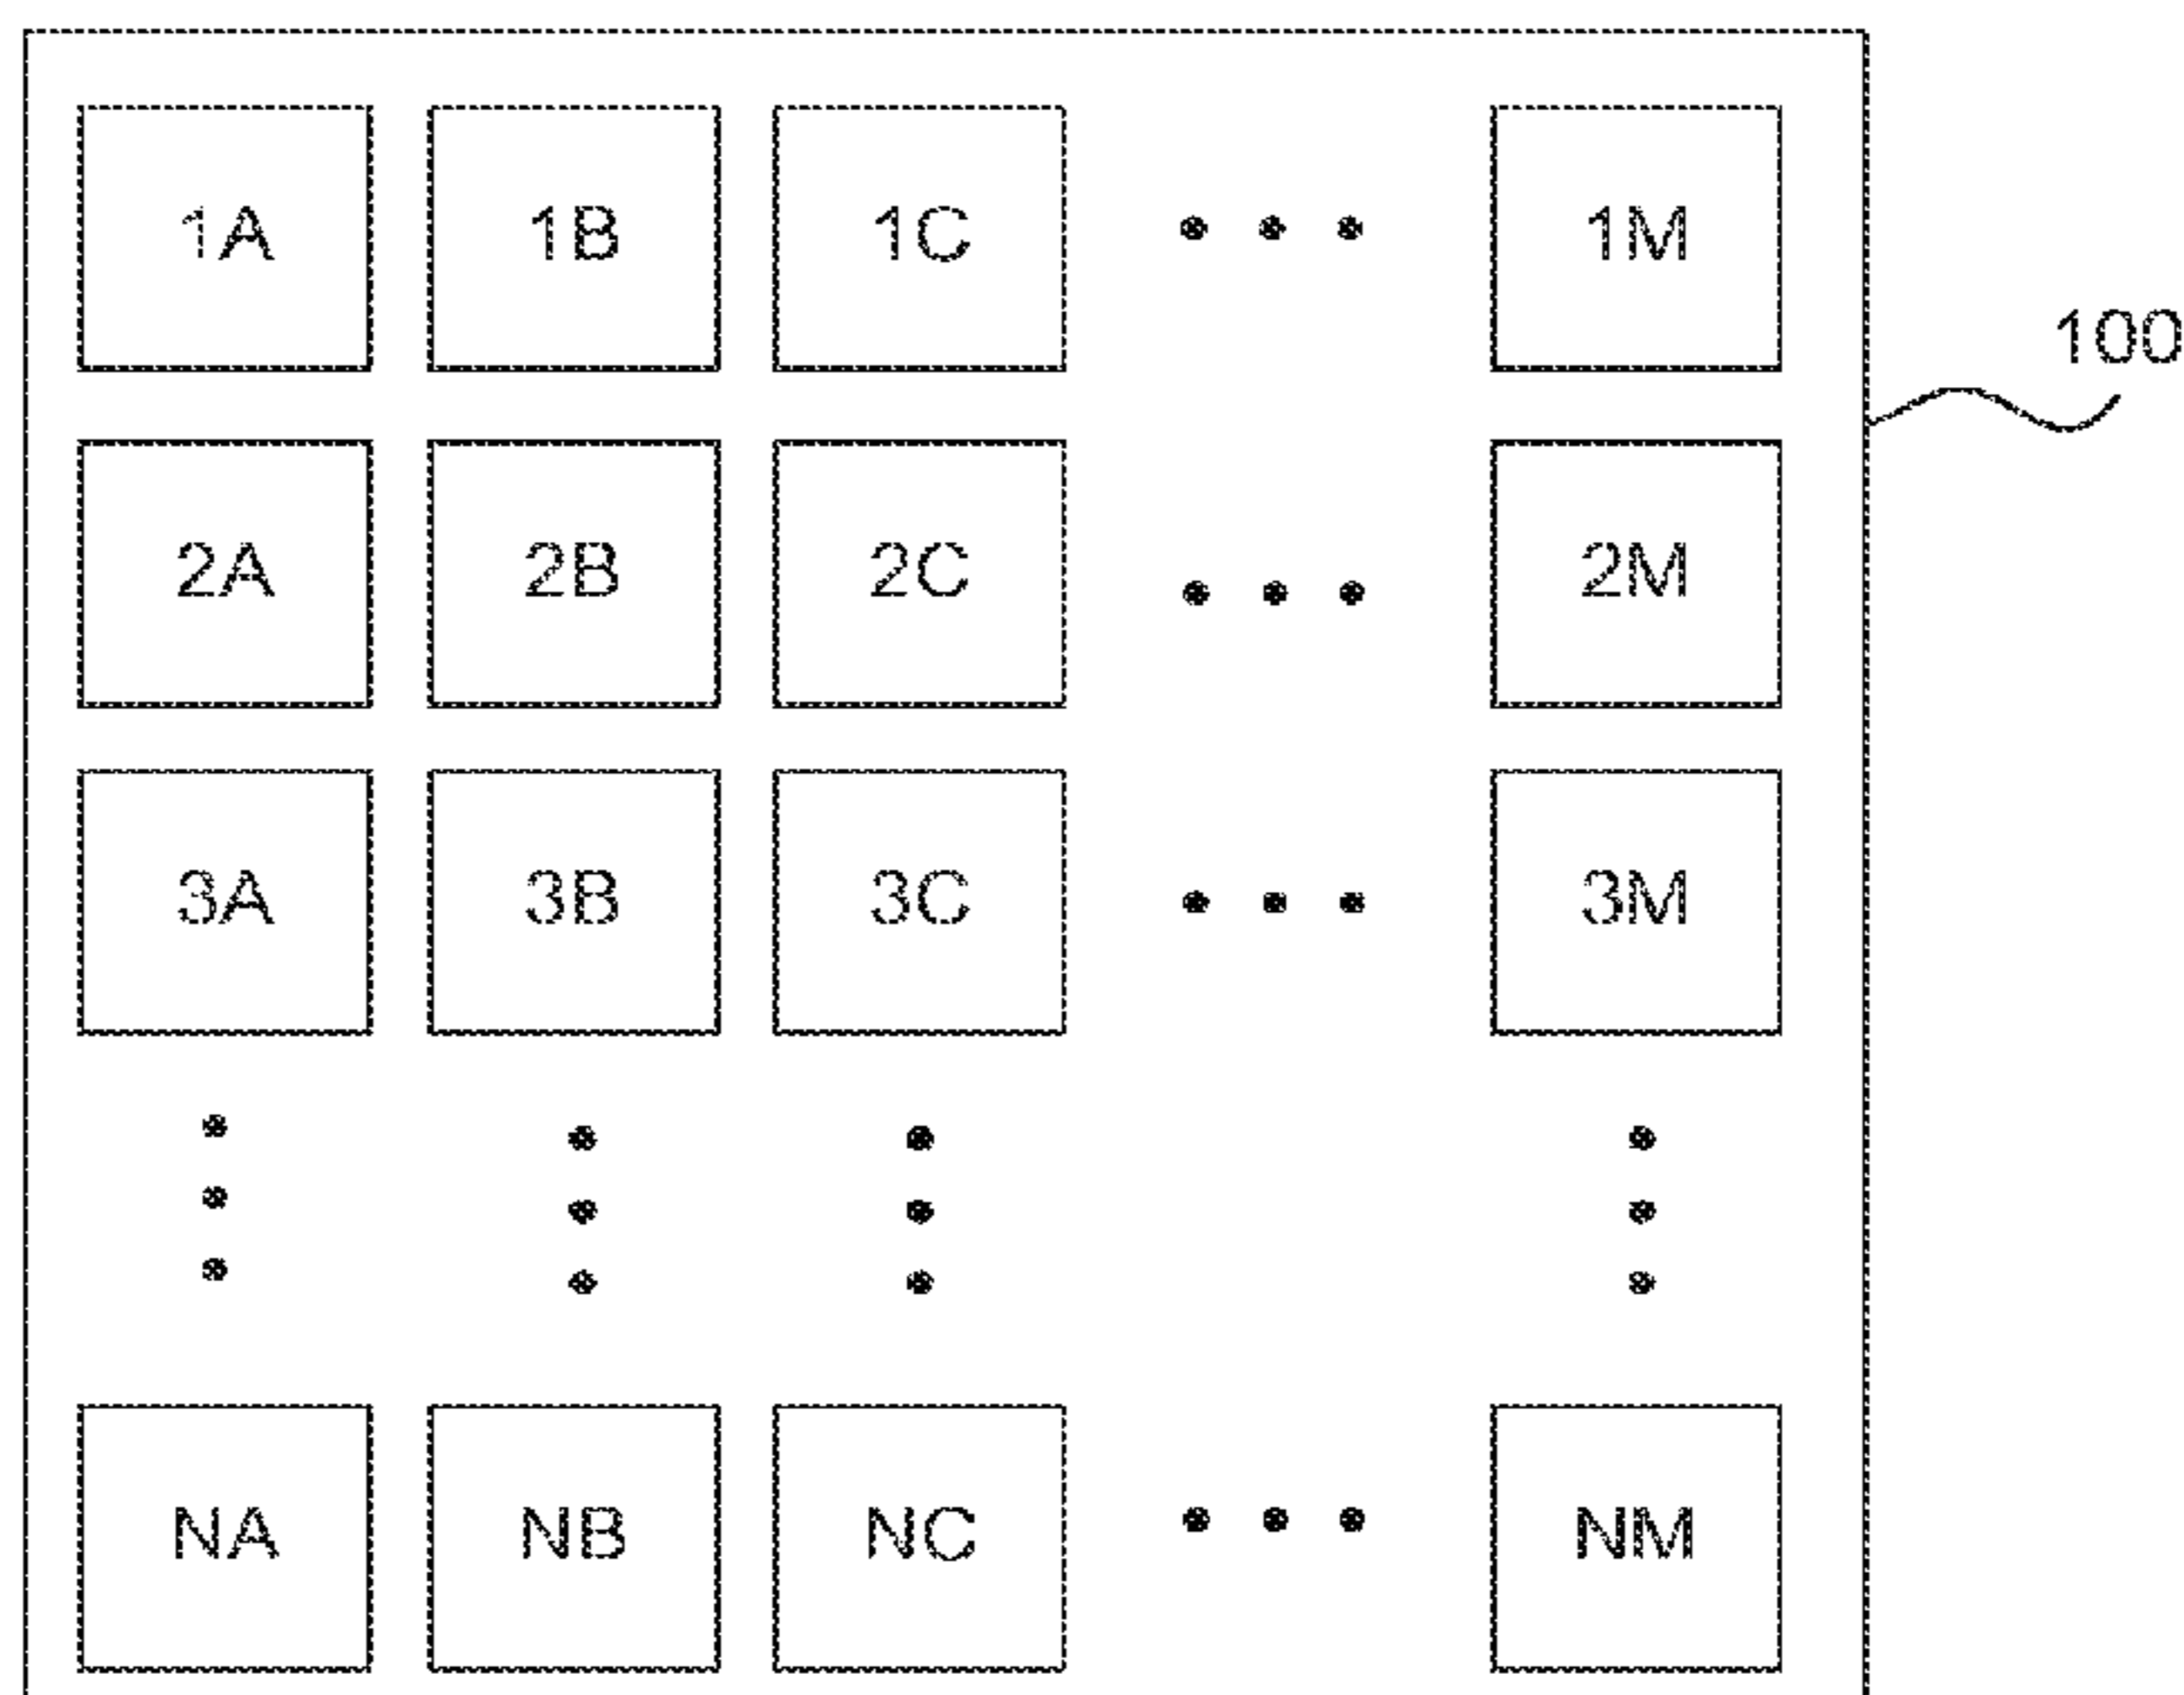 1A 1B 1C • • • 1M
100
2A 2B 2C • • • 2M
3A 3B 3C • • • 3M
NA NB NC • • • NM